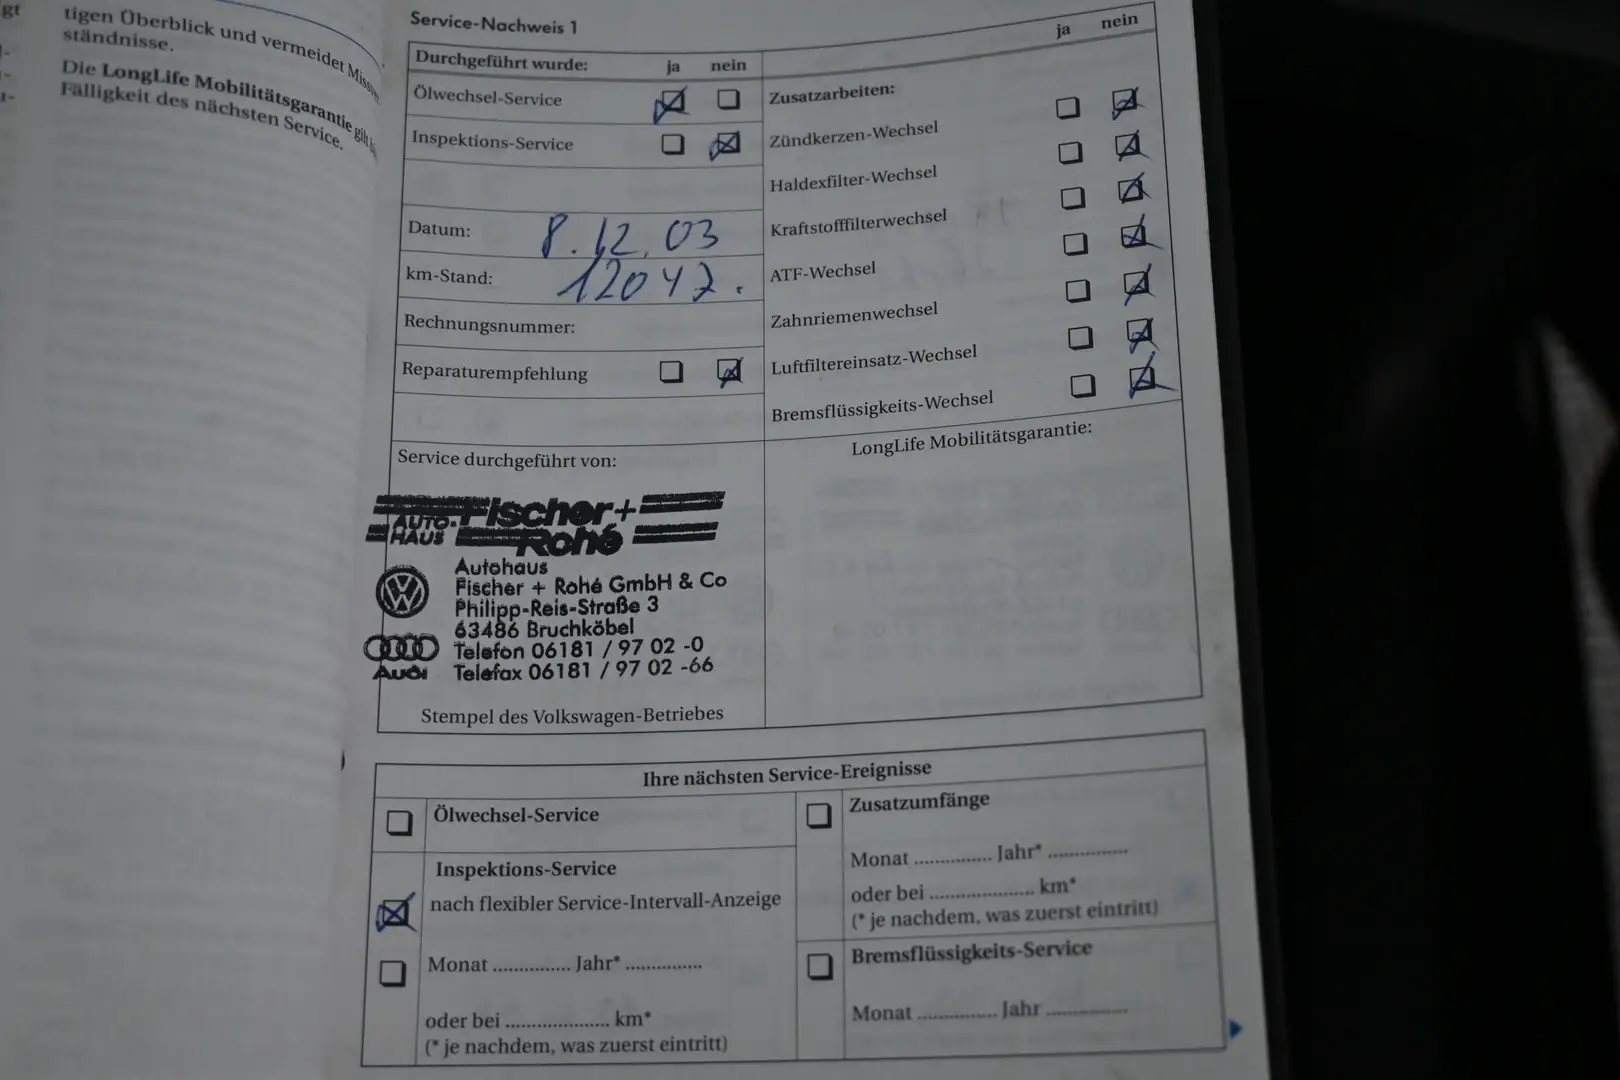 gt
tigen Überblick und vermeidet
ständnisse.
Die LongLife Mobilitätsgarantie gilt
Fälligkeit des nächsten Service.
Service-Nachweis 1
Durchgeführt wurde: ja nein
Ölwechsel-Service
Inspektions-Service
Datum: 8.12.03
km-Stand: 12047.
Rechnungsnummer:
Reparaturempfehlung
Service durchgeführt von:
AUTO-HAUS Fischer+
Rohé
Autohaus
Fischer + Rohé GmbH & Co
Philipp-Reis-Straße 3
63486 Bruchköbel
Telefon 06181 / 97 02 -0
Telefax 06181 / 97 02 -66
Audi
Stempel des Volkswagen-Betriebes
ja nein
Zusatzarbeiten:
Zündkerzen-Wechsel
Haldexfilter-Wechsel
Kraftstofffilterwechsel
ATF-Wechsel
Zahnriemenwechsel
Luftfiltereinsatz-Wechsel
Bremsflüssigkeits-Wechsel
LongLife Mobilitätsgarantie:
Ihre nächsten Service-Ereignisse
Ölwechsel-Service
Inspektions-Service
nach flexibler Service-Intervall-Anzeige
Monat ............... Jahr* ...............
oder bei .................... km*
(* je nachdem, was zuerst eintritt)
Zusatzumfänge
Monat ............... Jahr* ...............
oder bei .................... km*
(* je nachdem, was zuerst eintritt)
Bremsflüssigkeits-Service
Monat ............... Jahr ...............